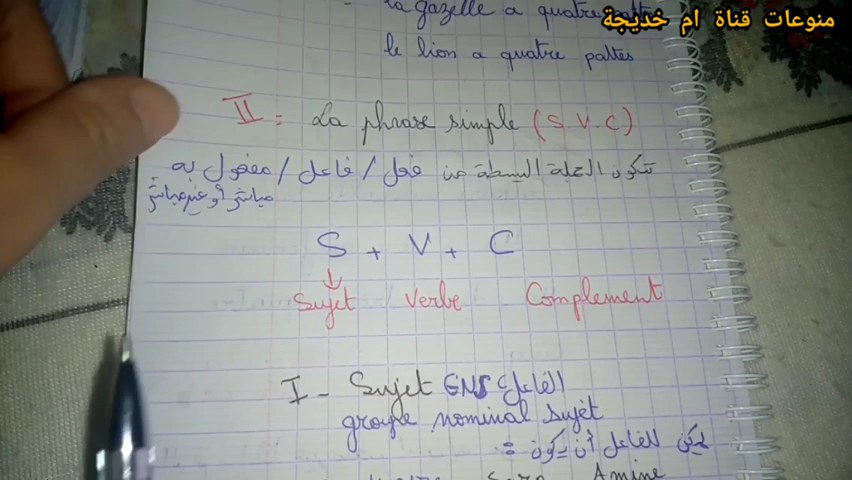 منوعات قناة ام خديجة
- la gazelle a quatre pattes
le lion a quatre pattes
II = La phrase simple (S.V.C)
تتكون الجملة البسيطة من فعل / فاعل / مفعول به
مباشر أو غير مباشر
S + V + C
Sujet Verbe Complement
I - Sujet GNS الفاعل
groupe nominal sujet
يمكن للفاعل أن يكون :
Sara Amine